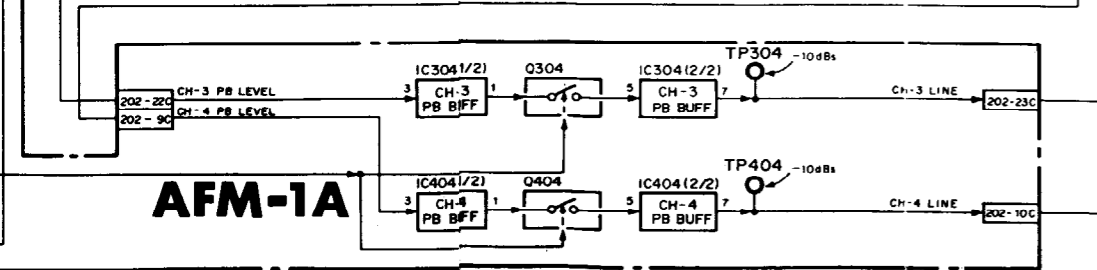 IC304 1/2) Q304 IC304(2/2) TP304 -10dBs
202-22C CH-3 PB LEVEL 3 CH-3 1 5 CH-3 7 CH-3 LINE 202-23C
PB BIFF PB BUFF
202-9C CH-4 PB LEVEL
AFM-1A
IC404 1/2) Q404 IC404(2/2) TP404 -10dBs
3 CH-4 1 5 CH-4 7 CH-4 LINE 202-10C
PB BFF PB BUFF